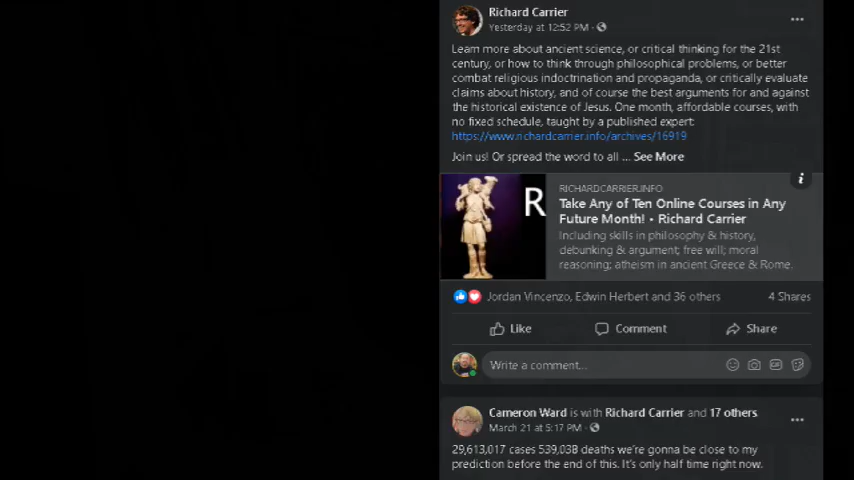 Richard Carrier
Yesterday at 12:52 PM ·
Learn more about ancient science, or critical thinking for the 21st
century, or how to think through philosophical problems, or better
combat religious indoctrination and propaganda, or critically evaluate
claims about history, and of course the best arguments for and against
the historical existence of Jesus. One month, affordable courses, with
no fixed schedule, taught by a published expert:
https://www.richardcarrier.info/archives/16919
Join us! Or spread the word to all ... See More
R
RICHARDCARRIER.INFO
Take Any of Ten Online Courses in Any
Future Month! • Richard Carrier
Including skills in philosophy & history,
debunking & argument; free will; moral
reasoning; atheism in ancient Greece & Rome.
Jordan Vincenzo, Edwin Herbert and 36 others
4 Shares
Like
Comment
Share
Write a comment...
GIF
Cameron Ward is with Richard Carrier and 17 others.
March 21 at 5:17 PM ·
29,613,017 cases 539,038 deaths we're gonna be close to my
prediction before the end of this. It's only half time right now.